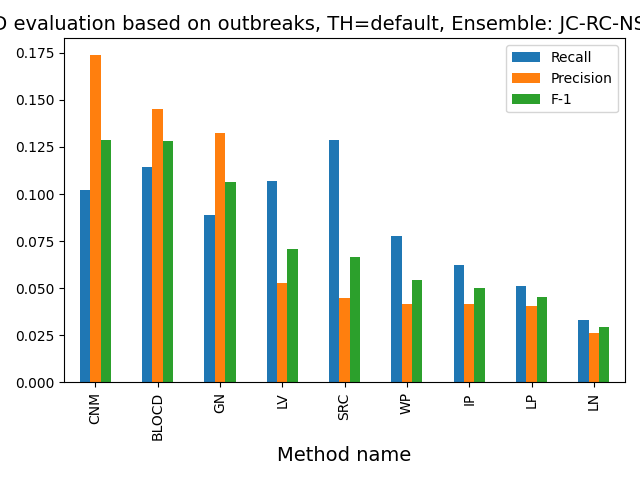 evaluation based on outbreaks, TH=default, Ensemble: JC-RC-NS
Recall
Precision
F-1
0.175
0.150
0.125
0.100
0.075
0.050
0.025
0.000
CNM
BLOCD
GN
LV
SRC
WP
IP
LP
LN
Method name